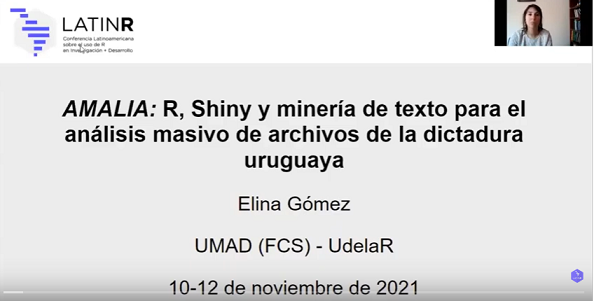 LATINR
Conferencia Latinoamericana
sobre el uso de R
en Investigación + Desarrollo
AMALIA: R, Shiny y minería de texto para el
análisis masivo de archivos de la dictadura
uruguaya
Elina Gómez
UMAD (FCS) - UdelaR
10-12 de noviembre de 2021